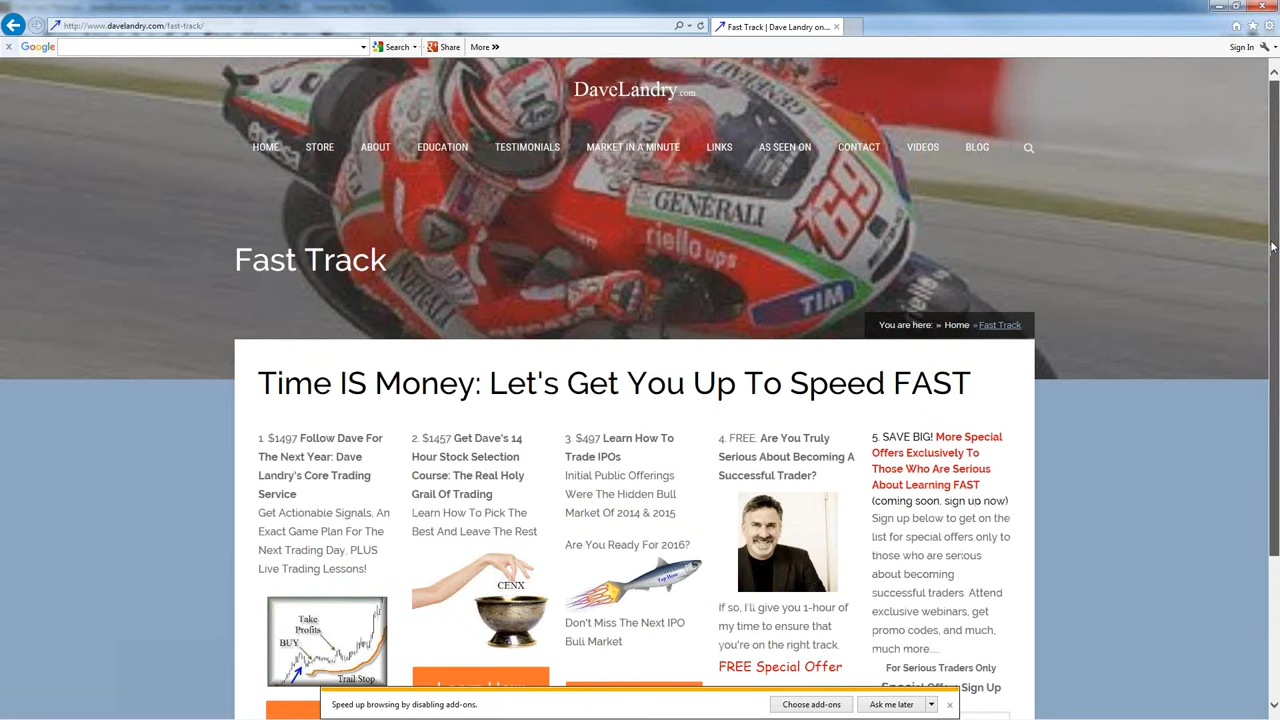 http://www.davelandry.com/fast-track/
Fast Track | Dave Landry on...
Google
Search
Share
More »
Sign In
DaveLandry.com
HOME
STORE
ABOUT
EDUCATION
TESTIMONIALS
MARKET IN A MINUTE
LINKS
AS SEEN ON
CONTACT
VIDEOS
BLOG
GENERALI
69
riello ups
TIM
Fast Track
You are here: » Home » Fast Track
Time IS Money: Let's Get You Up To Speed FAST
1. $1497 Follow Dave For
The Next Year: Dave
Landry's Core Trading
Service
Get Actionable Signals, An
Exact Game Plan For The
Next Trading Day, PLUS
Live Trading Lessons!
Take
Profits
BUY
Trail Stop
2. $1457 Get Dave's 14
Hour Stock Selection
Course: The Real Holy
Grail Of Trading
Learn How To Pick The
Best And Leave The Rest
CENX
3. $497 Learn How To
Trade IPOs
Initial Public Offerings
Were The Hidden Bull
Market Of 2014 & 2015
Are You Ready For 2016?
Don't Miss The Next IPO
Bull Market
4. FREE: Are You Truly
Serious About Becoming A
Successful Trader?
If so, I'll give you 1-hour of
my time to ensure that
you're on the right track.
FREE Special Offer
5. SAVE BIG! More Special
Offers Exclusively To
Those Who Are Serious
About Learning FAST
(coming soon, sign up now)
Sign up below to get on the
list for special offers only to
those who are serious
about becoming
successful traders. Attend
exclusive webinars, get
promo codes, and much,
much more.....
For Serious Traders Only
Special Offers Sign Up
Speed up browsing by disabling add-ons.
Choose add-ons
Ask me later